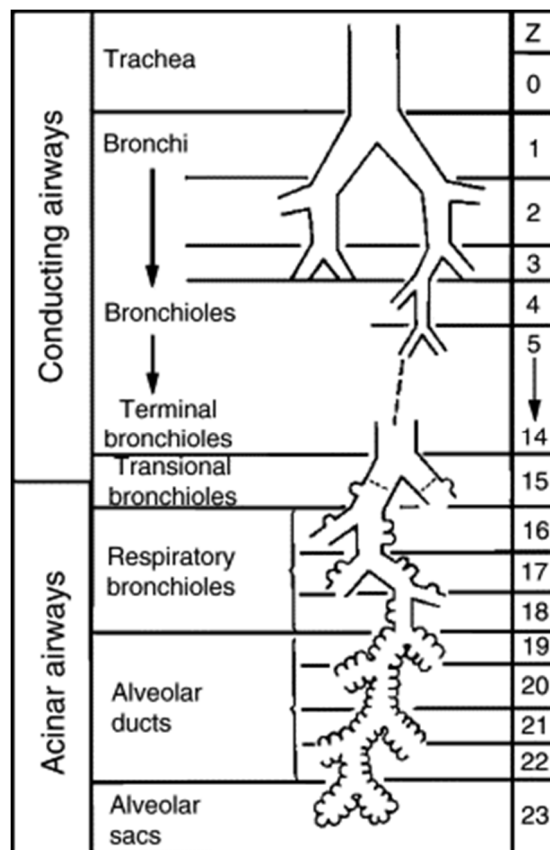 Z
Trachea
0
Conducting airways
Bronchi
1
2
3
Bronchioles
4
5
Terminal
bronchioles
14
Transional
bronchioles
15
Acinar airways
16
Respiratory
bronchioles
17
18
19
Alveolar
ducts
20
21
22
Alveolar
sacs
23